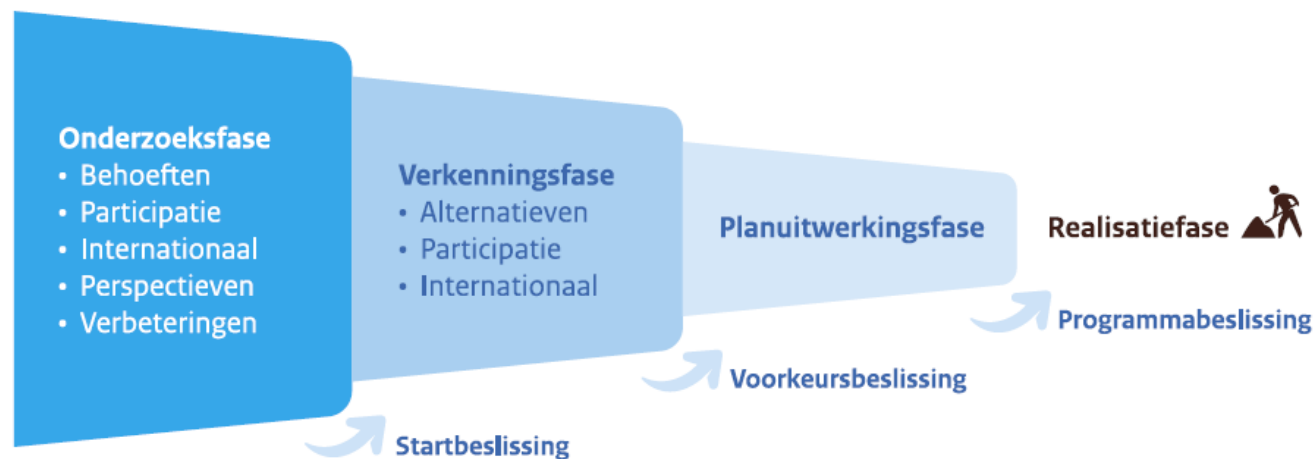 Onderzoeksfase
• Behoeften
• Participatie
• Internationaal
• Perspectieven
• Verbeteringen
Startbeslissing
Verkenningsfase
• Alternatieven
• Participatie
• Internationaal
Voorkeursbeslissing
Planuitwerkingsfase
Programmabeslissing
Realisatiefase